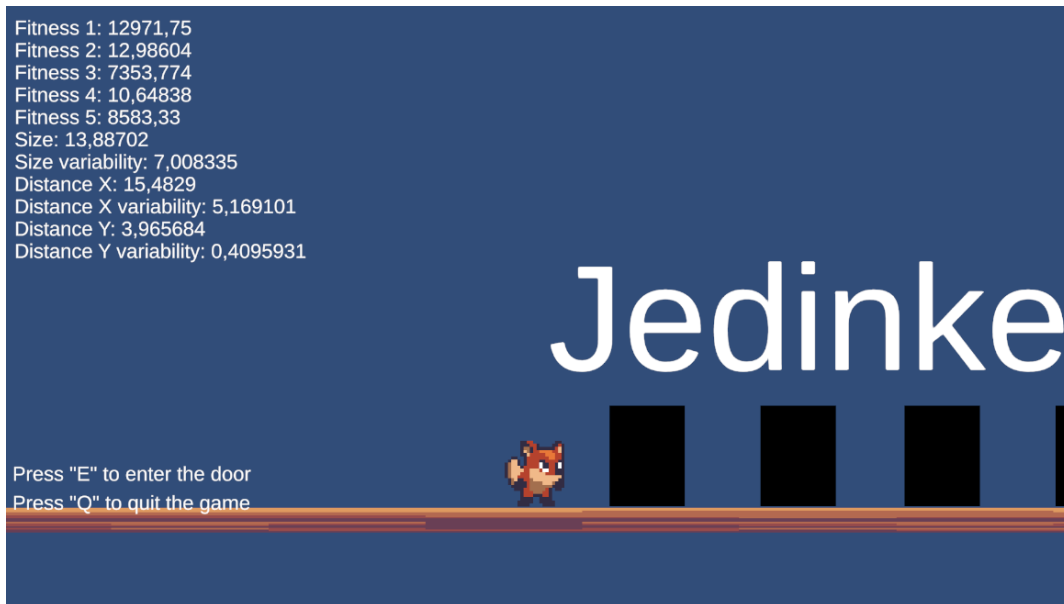 Fitness 1: 12971,75
Fitness 2: 12,98604
Fitness 3: 7353,774
Fitness 4: 10,64838
Fitness 5: 8583,33
Size: 13,88702
Size variability: 7,008335
Distance X: 15,4829
Distance X variability: 5,169101
Distance Y: 3,965684
Distance Y variability: 0,4095931
Jedinke
Press "E" to enter the door
Press "Q" to quit the game